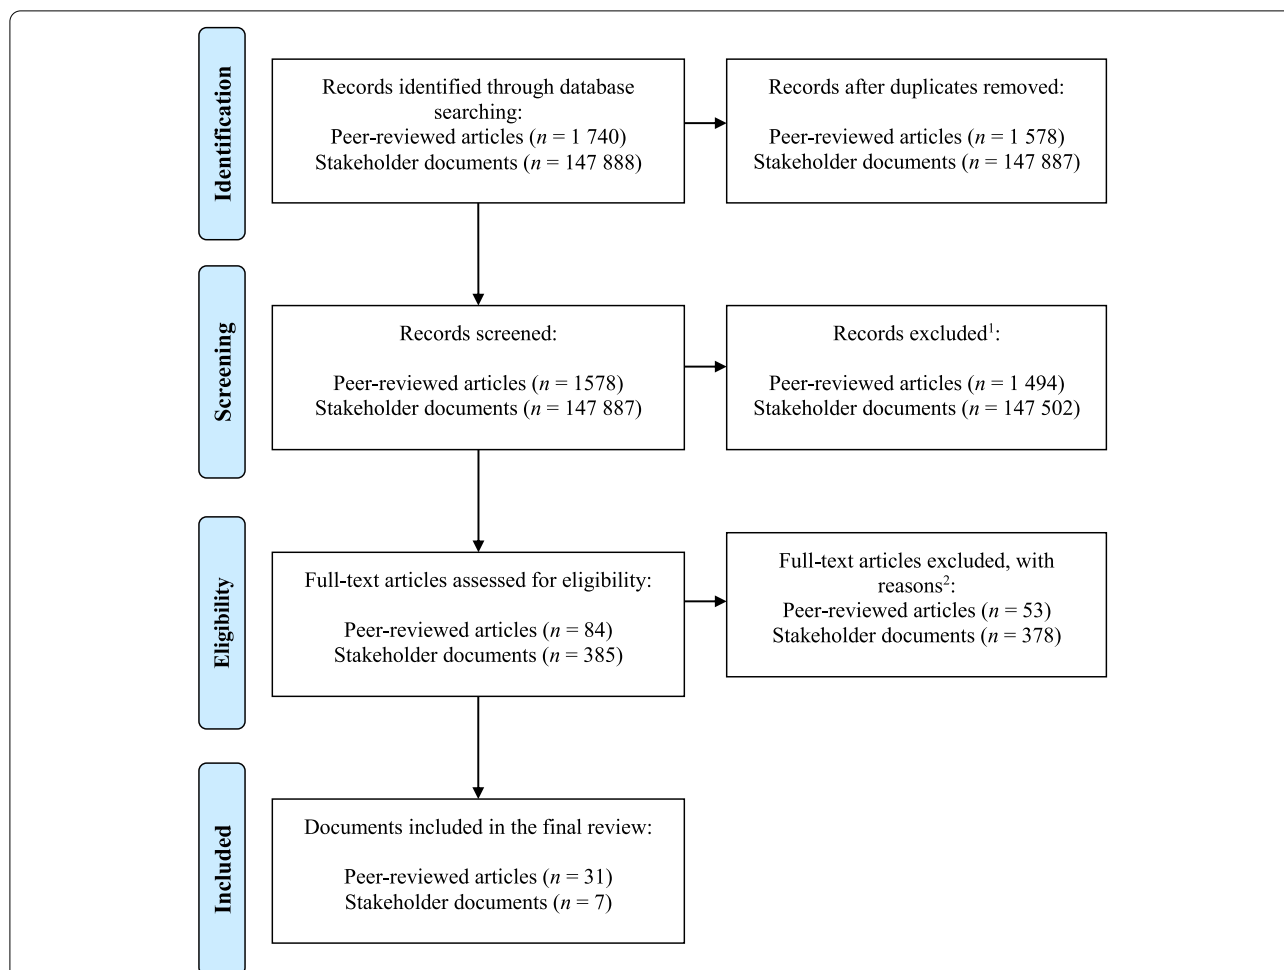 Identification
Records identified through database
searching:
Peer-reviewed articles (n = 1 740)
Stakeholder documents (n = 147 888)
Records after duplicates removed:
Peer-reviewed articles (n = 1 578)
Stakeholder documents (n = 147 887)
Screening
Records screened:
Peer-reviewed articles (n = 1578)
Stakeholder documents (n = 147 887)
Records excluded¹:
Peer-reviewed articles (n = 1 494)
Stakeholder documents (n = 147 502)
Eligibility
Full-text articles assessed for eligibility:
Peer-reviewed articles (n = 84)
Stakeholder documents (n = 385)
Full-text articles excluded, with
reasons²:
Peer-reviewed articles (n = 53)
Stakeholder documents (n = 378)
Included
Documents included in the final review:
Peer-reviewed articles (n = 31)
Stakeholder documents (n = 7)